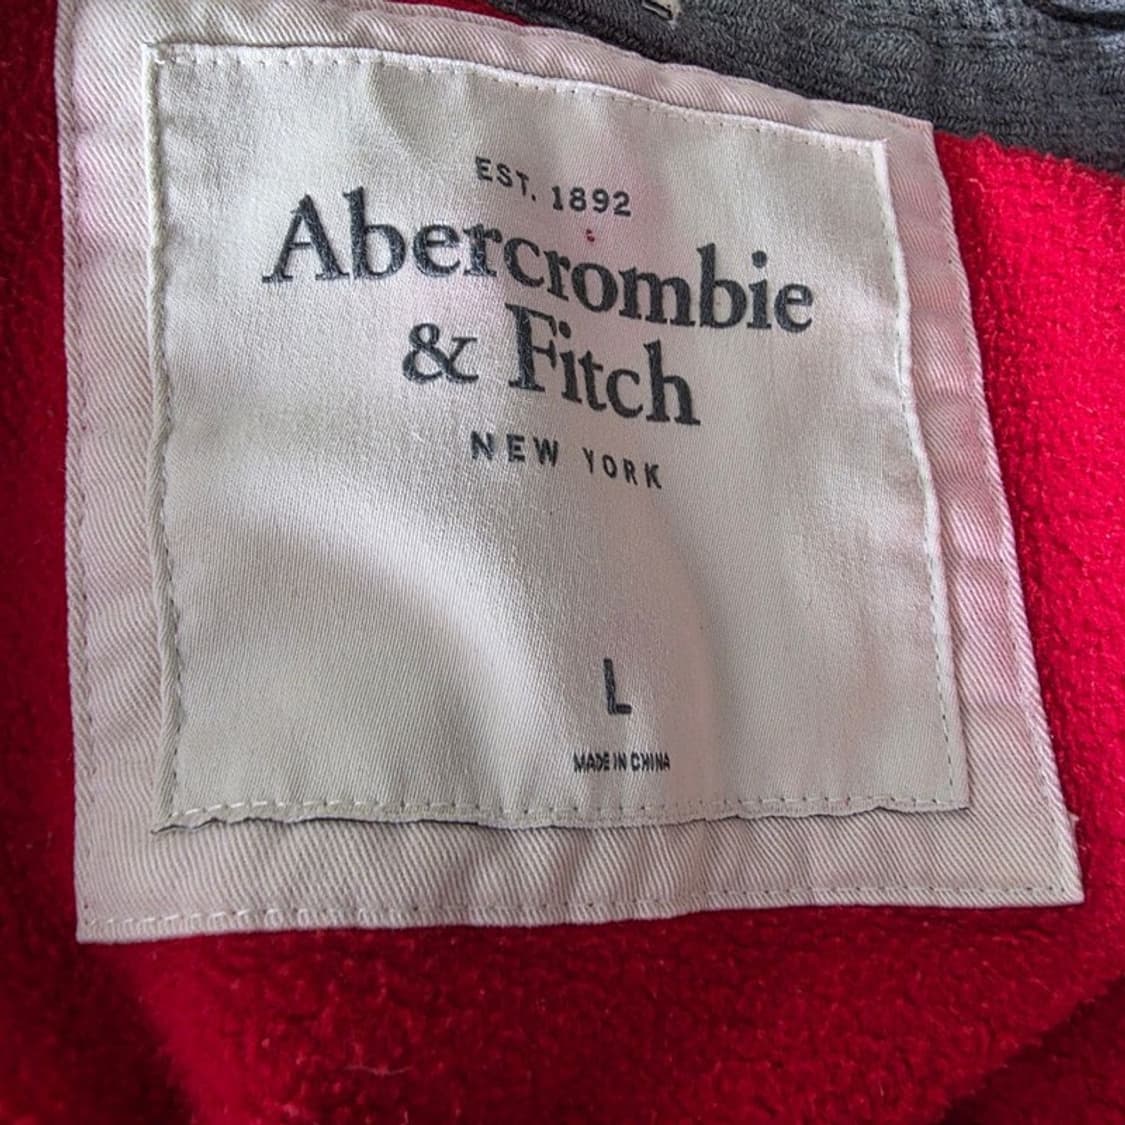 EST. 1892
Abercrombie
& Fitch
NEW YORK
L
MADE IN CHINA